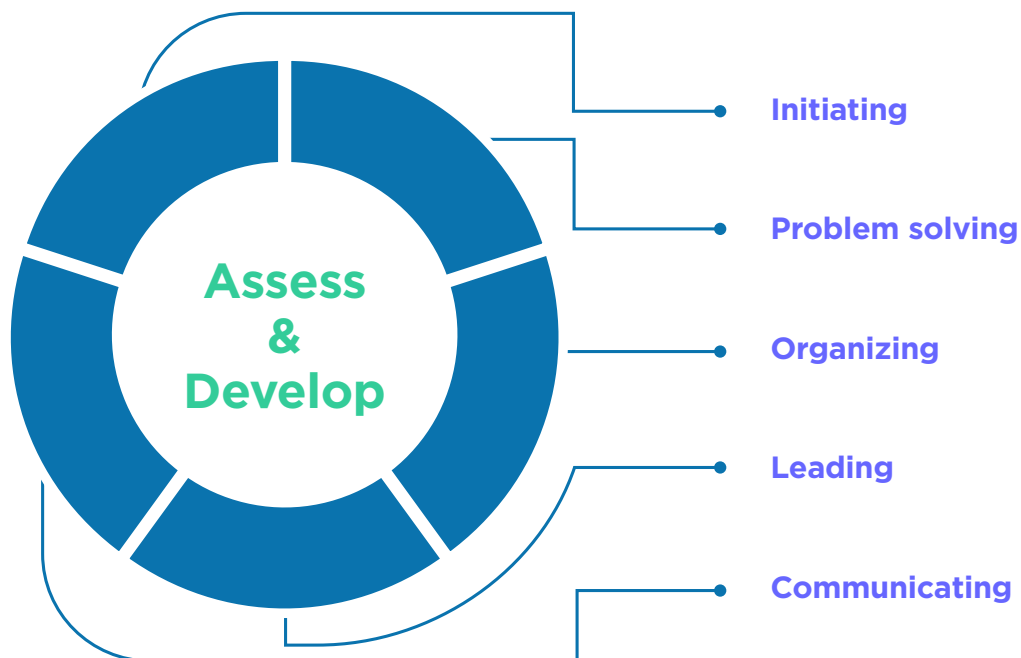 Assess
&
Develop
Initiating
Problem solving
Organizing
Leading
Communicating